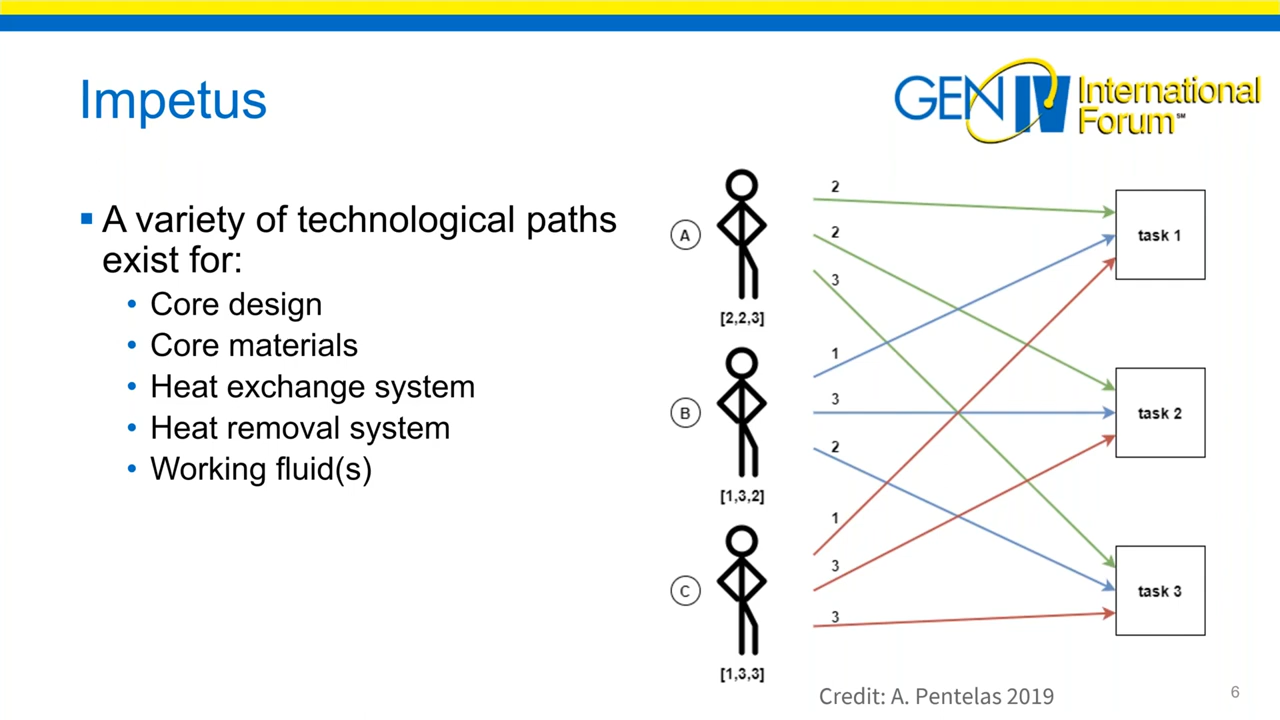 Impetus
GEN IV International
Forum℠
▪ A variety of technological paths
exist for:
• Core design
• Core materials
• Heat exchange system
• Heat removal system
• Working fluid(s)
A
[2,2,3]
B
[1,3,2]
C
[1,3,3]
2
2
3
1
3
2
1
3
3
task 1
task 2
task 3
Credit: A. Pentelas 2019
6